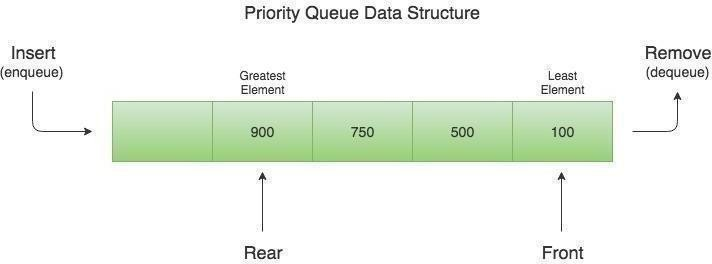 Priority Queue Data Structure
Insert
(enqueue)
Remove
(dequeue)
Greatest
Element
Least
Element
900
750
500
100
Rear
Front